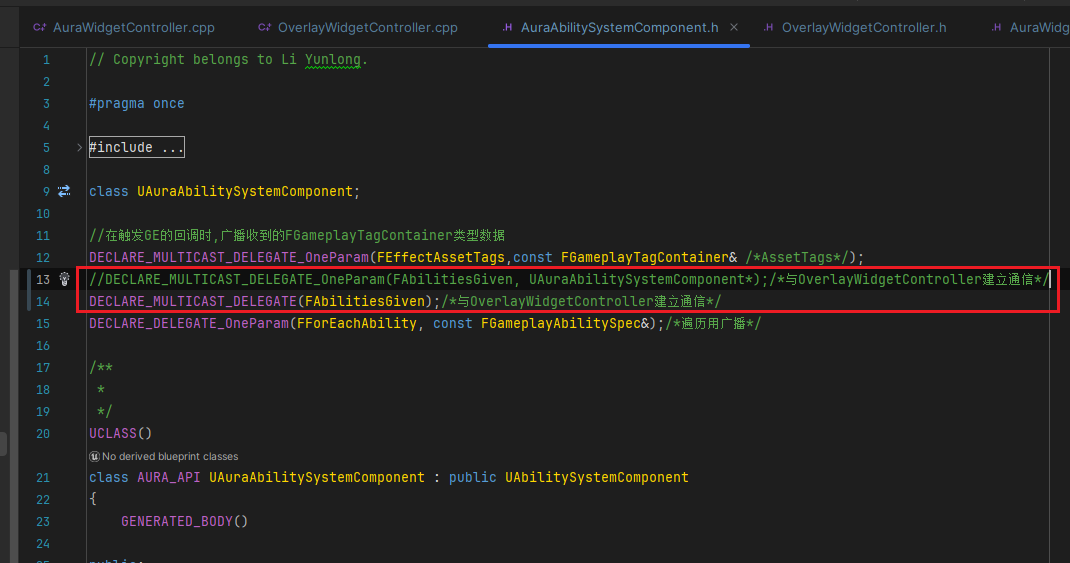 AuraWidgetController.cpp OverlayWidgetController.cpp AuraAbilitySystemComponent.h OverlayWidgetController.h AuraWidg
1 // Copyright belongs to Li Yunlong.
2
3 #pragma once
4
5 #include ...
8
9 class UAuraAbilitySystemComponent;
10
11 //在触发GE的回调时,广播收到的FGameplayTagContainer类型数据
12 DECLARE_MULTICAST_DELEGATE_OneParam(FEffectAssetTags,const FGameplayTagContainer& /*AssetTags*/);
13 //DECLARE_MULTICAST_DELEGATE_OneParam(FAbilitiesGiven, UAuraAbilitySystemComponent*);/*与OverlayWidgetController建立通信*/
14 DECLARE_MULTICAST_DELEGATE(FAbilitiesGiven);/*与OverlayWidgetController建立通信*/
15 DECLARE_DELEGATE_OneParam(FForEachAbility, const FGameplayAbilitySpec&);/*遍历用广播*/
16
17 /**
18 *
19 */
20 UCLASS()
No derived blueprint classes
21 class AURA_API UAuraAbilitySystemComponent : public UAbilitySystemComponent
22 {
23 GENERATED_BODY()
24